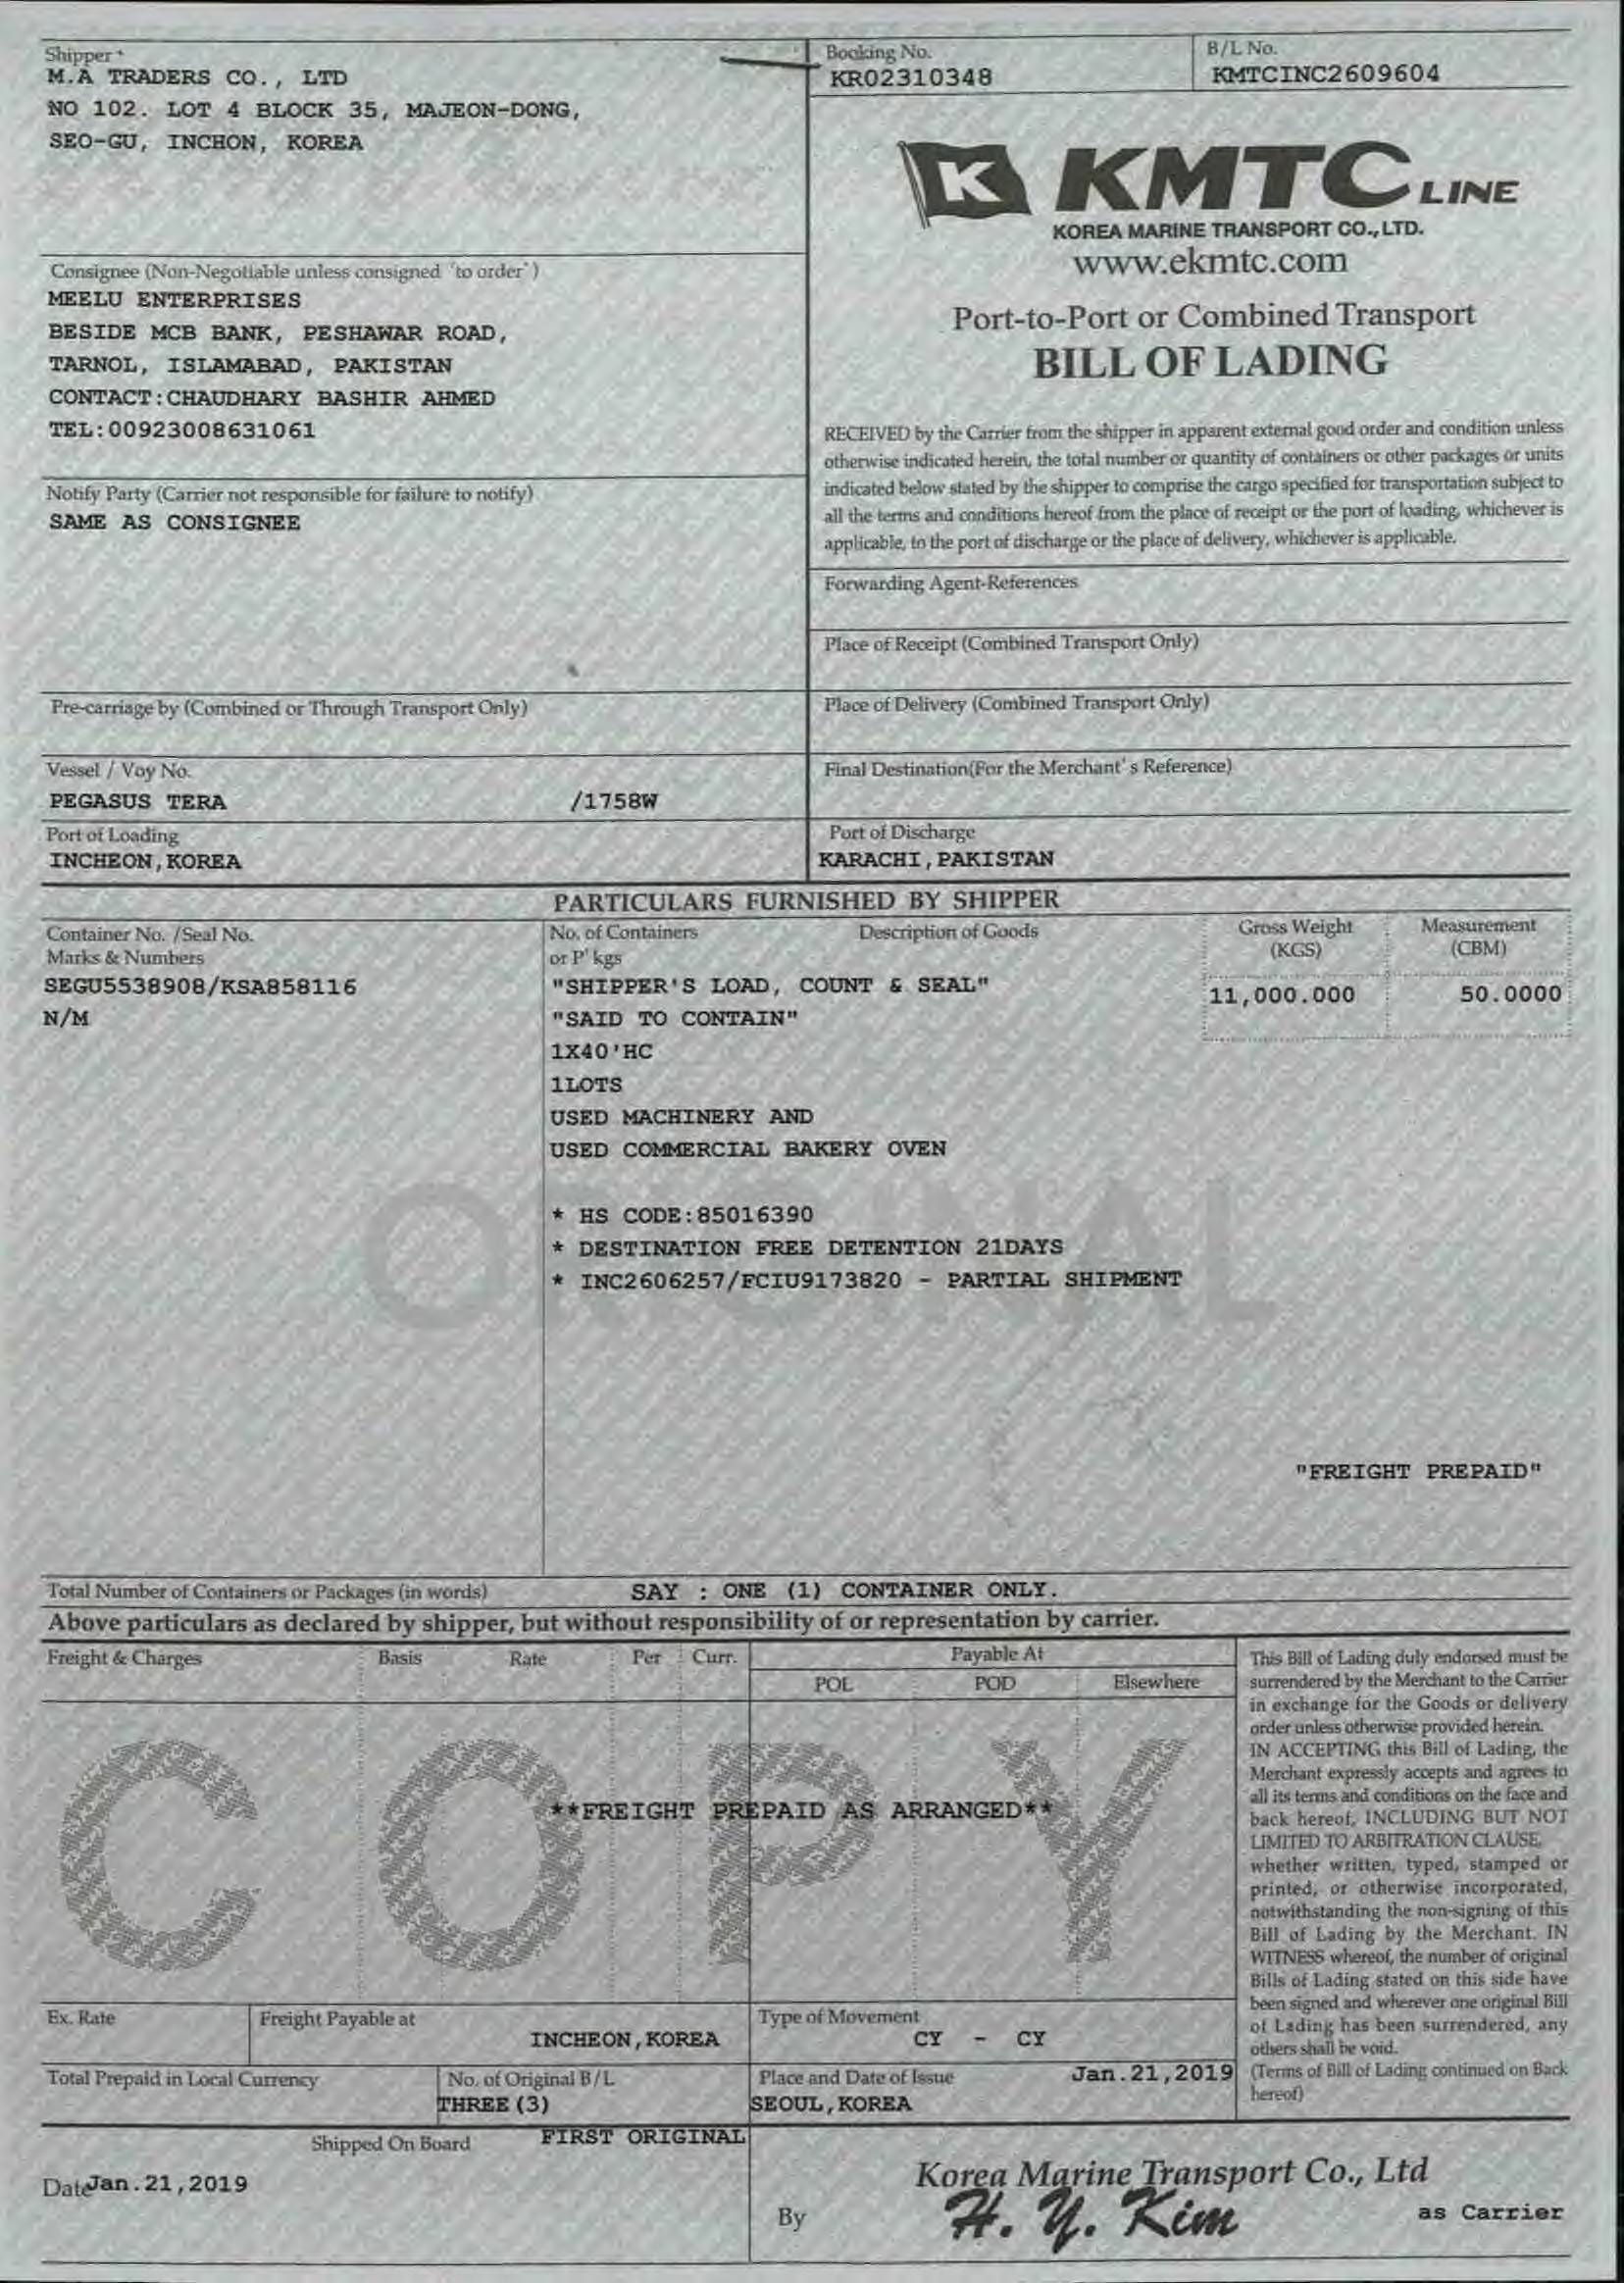 Shipper
M.A TRADERS CO., LTD
NO 102. LOT 4 BLOCK 35, MAJEON-DONG,
SEO-GU, INCHON, KOREA
Booking No.
KR02310348
B/L No.
KMTCINC2609604
K KMTC LINE
KOREA MARINE TRANSPORT CO., LTD.
www.ekmtc.com
Port-to-Port or Combined Transport
BILL OF LADING
Consignee (Non-Negotiable unless consigned 'to order')
MEELU ENTERPRISES
BESIDE MCB BANK, PESHAWAR ROAD,
TARNOL, ISLAMABAD, PAKISTAN
CONTACT:CHAUDHARY BASHIR AHMED
TEL:00923008631061
RECEIVED by the Carrier from the shipper in apparent external good order and condition unless
otherwise indicated herein, the total number or quantity of containers or other packages or units
indicated below stated by the shipper to comprise the cargo specified for transportation subject to
all the terms and conditions hereof from the place of receipt or the port of loading, whichever is
applicable, to the port of discharge or the place of delivery, whichever is applicable.
Notify Party (Carrier not responsible for failure to notify)
SAME AS CONSIGNEE
Forwarding Agent-References
Place of Receipt (Combined Transport Only)
Pre-carriage by (Combined or Through Transport Only)
Place of Delivery (Combined Transport Only)
Vessel / Voy No.
PEGASUS TERA /1758W
Final Destination(For the Merchant's Reference)
Port of Loading
INCHEON,KOREA
Port of Discharge
KARACHI,PAKISTAN
PARTICULARS FURNISHED BY SHIPPER
Container No. /Seal No.
Marks & Numbers
No. of Containers
or P'kgs
Description of Goods
Gross Weight
(KGS)
Measurement
(CBM)
SEGU5538908/KSA858116
N/M
"SHIPPER'S LOAD, COUNT & SEAL"
"SAID TO CONTAIN"
1X40'HC
1LOTS
USED MACHINERY AND
USED COMMERCIAL BAKERY OVEN
11,000.000
50.0000
ORIGINAL
* HS CODE:85016390
* DESTINATION FREE DETENTION 21DAYS
* INC2606257/FCIU9173820 - PARTIAL SHIPMENT
"FREIGHT PREPAID"
Total Number of Containers or Packages (in words)
SAY : ONE (1) CONTAINER ONLY.
Above particulars as declared by shipper, but without responsibility of or representation by carrier.
Freight & Charges
Basis
Rate
Per
Curr.
Payable At
POL
POD
Elsewhere
COPY
**FREIGHT PREPAID AS ARRANGED**
This Bill of Lading duly endorsed must be
surrendered by the Merchant to the Carrier
in exchange for the Goods or delivery
order unless otherwise provided herein.
IN ACCEPTING this Bill of Lading, the
Merchant expressly accepts and agrees to
all its terms and conditions on the face and
back hereof, INCLUDING BUT NOT
LIMITED TO ARBITRATION CLAUSE,
whether written, typed, stamped or
printed, or otherwise incorporated,
notwithstanding the non-signing of this
Bill of Lading by the Merchant. IN
WITNESS whereof, the number of original
Bills of Lading stated on this side have
been signed and wherever one original Bill
of Lading has been surrendered, any
others shall be void.
(Terms of Bill of Lading continued on Back
hereof)
Ex. Rate
Freight Payable at
INCHEON,KOREA
Type of Movement
CY - CY
Total Prepaid in Local Currency
No. of Original B/L
THREE(3)
Place and Date of Issue
Jan.21,2019
SEOUL,KOREA
Shipped On Board
FIRST ORIGINAL
Date Jan.21,2019
Korea Marine Transport Co., Ltd
By
H. Y. Kim
as Carrier